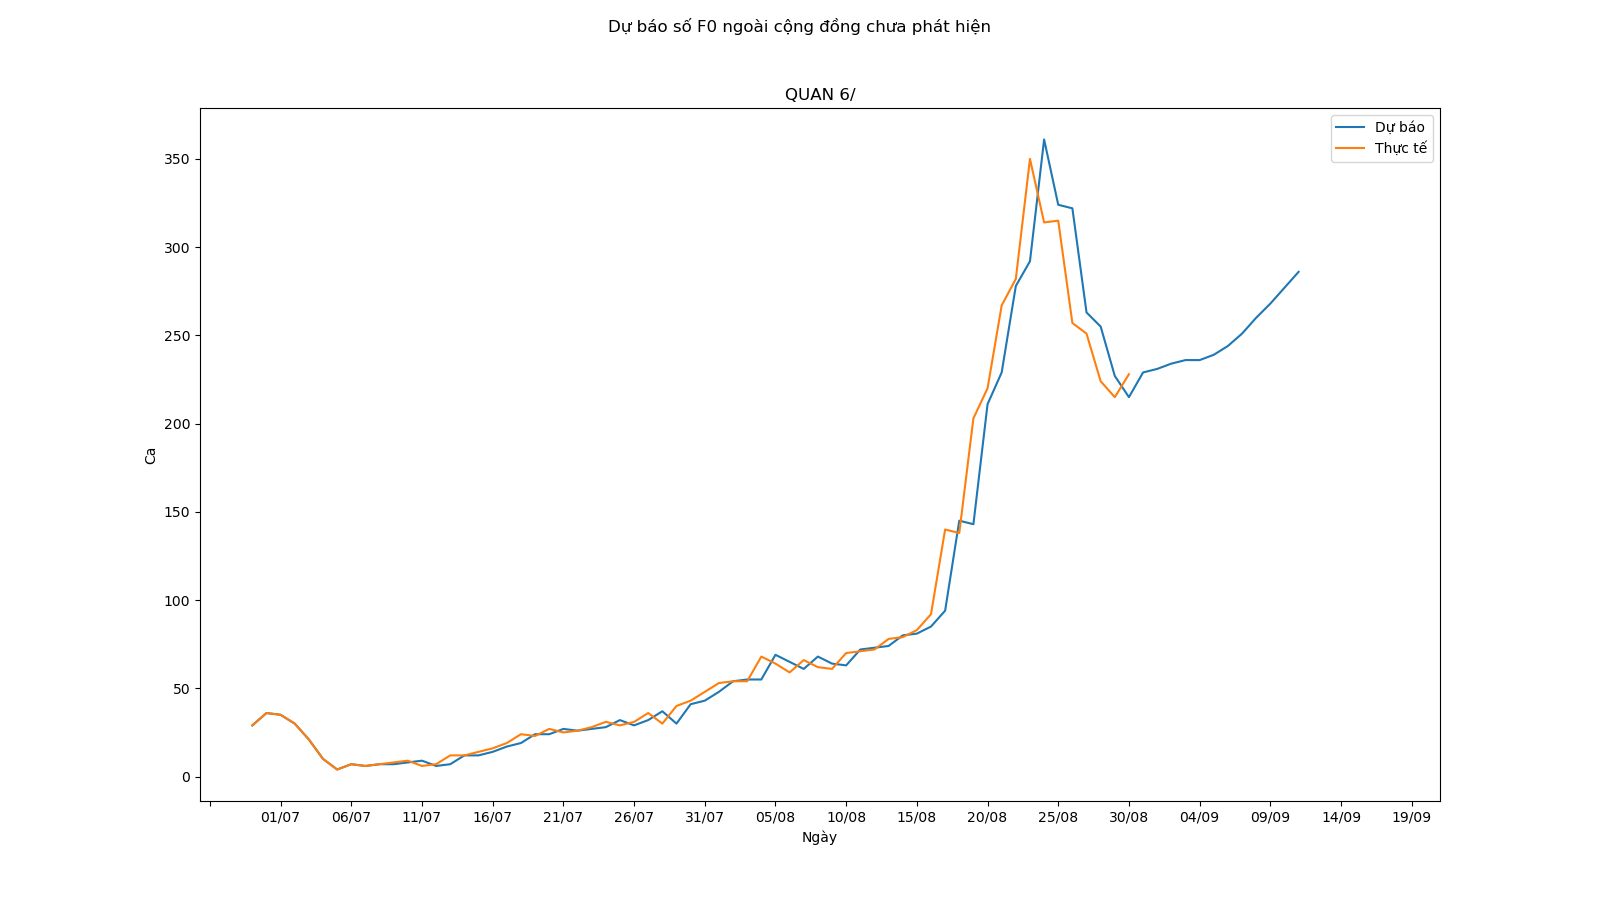 Dự báo số F0 ngoài cộng đồng chưa phát hiện
QUAN 6/
Dự báo
Thực tế
350
300
250
200
150
100
50
0
Ca
01/07 06/07 11/07 16/07 21/07 26/07 31/07 05/08 10/08 15/08 20/08 25/08 30/08 04/09 09/09 14/09 19/09
Ngày